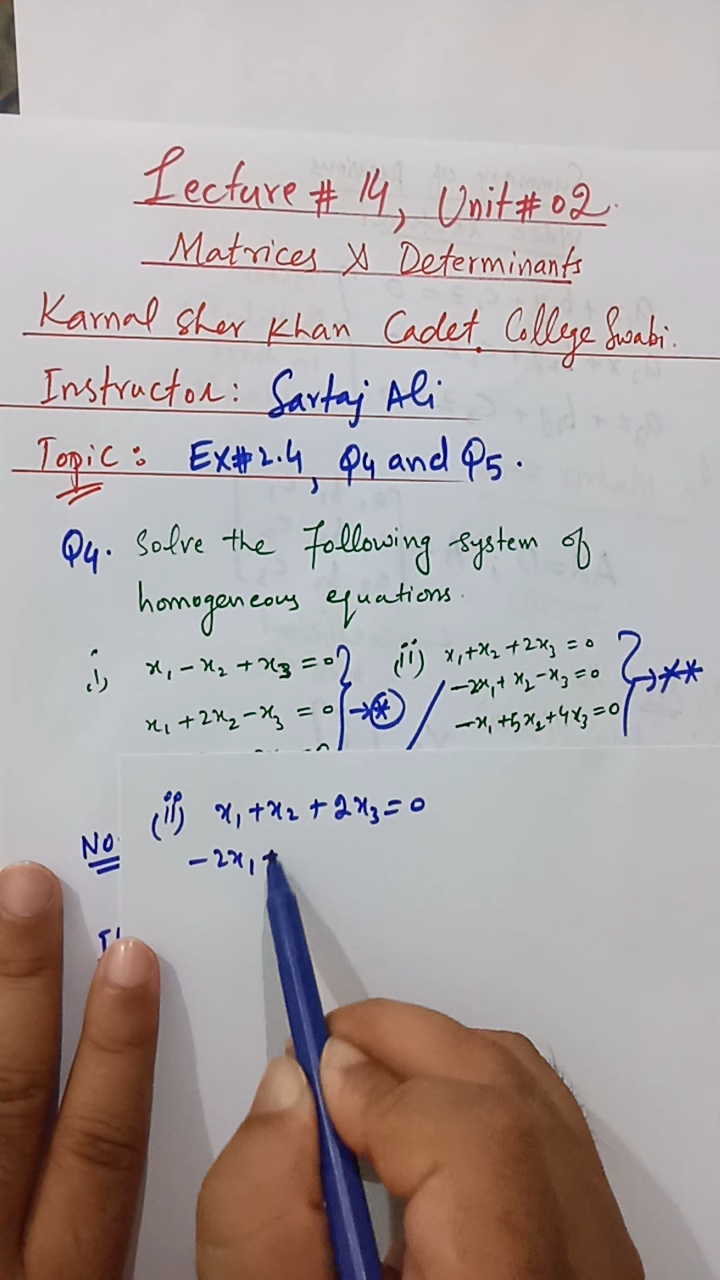 Lecture # 14, Unit # 02.
Matrices & Determinants
Karnal Sher Khan Cadet College Swabi.
Instructor: Sartaj Ali
Topic: Ex#2.4, Q4 and Q5.
Q4. Solve the following system of
homogeneous equations.
i) x₁ - x₂ + x₃ = 0
x₁ + 2x₂ - x₃ = 0 → *
(ii) x₁ + x₂ + 2x₃ = 0
-2x₁ + x₂ - x₃ = 0 → **
-x₁ + 5x₂ + 4x₃ = 0
(ii) x₁ + x₂ + 2x₃ = 0
-2x₁ +
No